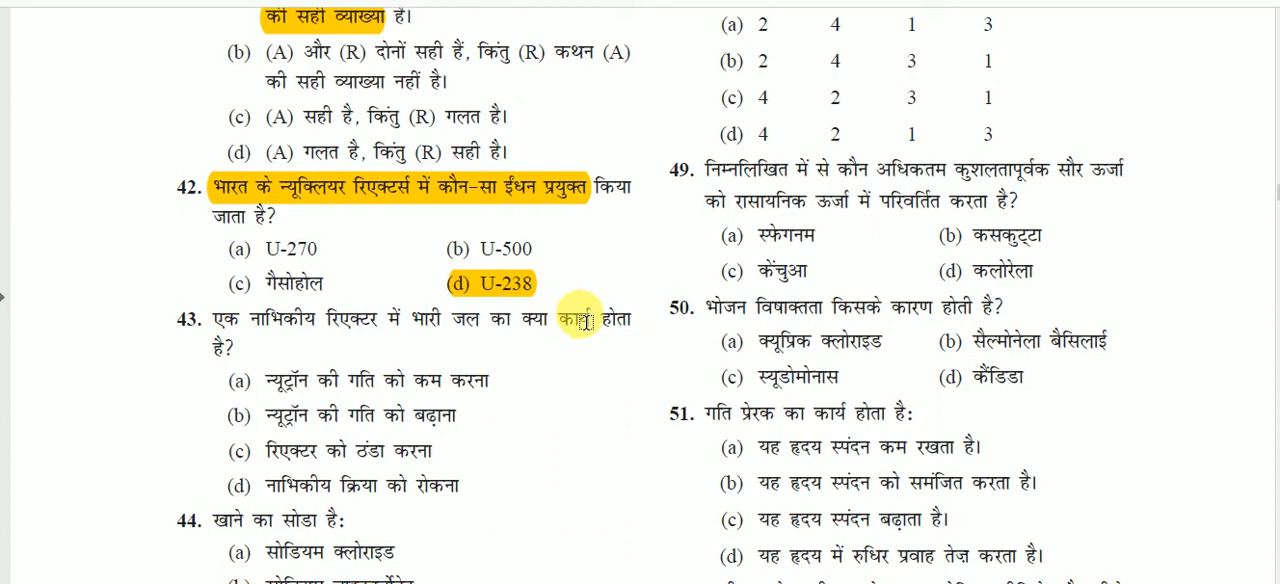 की सही व्याख्या है।
(b) (A) और (R) दोनों सही हैं, किंतु (R) कथन (A)
की सही व्याख्या नहीं है।
(c) (A) सही है, किंतु (R) गलत है।
(d) (A) गलत है, किंतु (R) सही है।
42. भारत के न्यूक्लियर रिएक्टर्स में कौन-सा ईंधन प्रयुक्त किया
जाता है?
(a) U-270 (b) U-500
(c) गैसोहोल (d) U-238
43. एक नाभिकीय रिएक्टर में भारी जल का क्या कार्य होता
है?
(a) न्यूट्रॉन की गति को कम करना
(b) न्यूट्रॉन की गति को बढ़ाना
(c) रिएक्टर को ठंडा करना
(d) नाभिकीय क्रिया को रोकना
44. खाने का सोडा है:
(a) सोडियम क्लोराइड
(a) 2 4 1 3
(b) 2 4 3 1
(c) 4 2 3 1
(d) 4 2 1 3
49. निम्नलिखित में से कौन अधिकतम कुशलतापूर्वक सौर ऊर्जा
को रासायनिक ऊर्जा में परिवर्तित करता है?
(a) स्फेगनम (b) कसकुट्टा
(c) केंचुआ (d) कलोरेला
50. भोजन विषाक्तता किसके कारण होती है?
(a) क्यूप्रिक क्लोराइड (b) सैल्मोनेला बैसिलाई
(c) स्यूडोमोनास (d) कैंडिडा
51. गति प्रेरक का कार्य होता है:
(a) यह हृदय स्पंदन कम रखता है।
(b) यह हृदय स्पंदन को समंजित करता है।
(c) यह हृदय स्पंदन बढ़ाता है।
(d) यह हृदय में रुधिर प्रवाह तेज़ करता है।